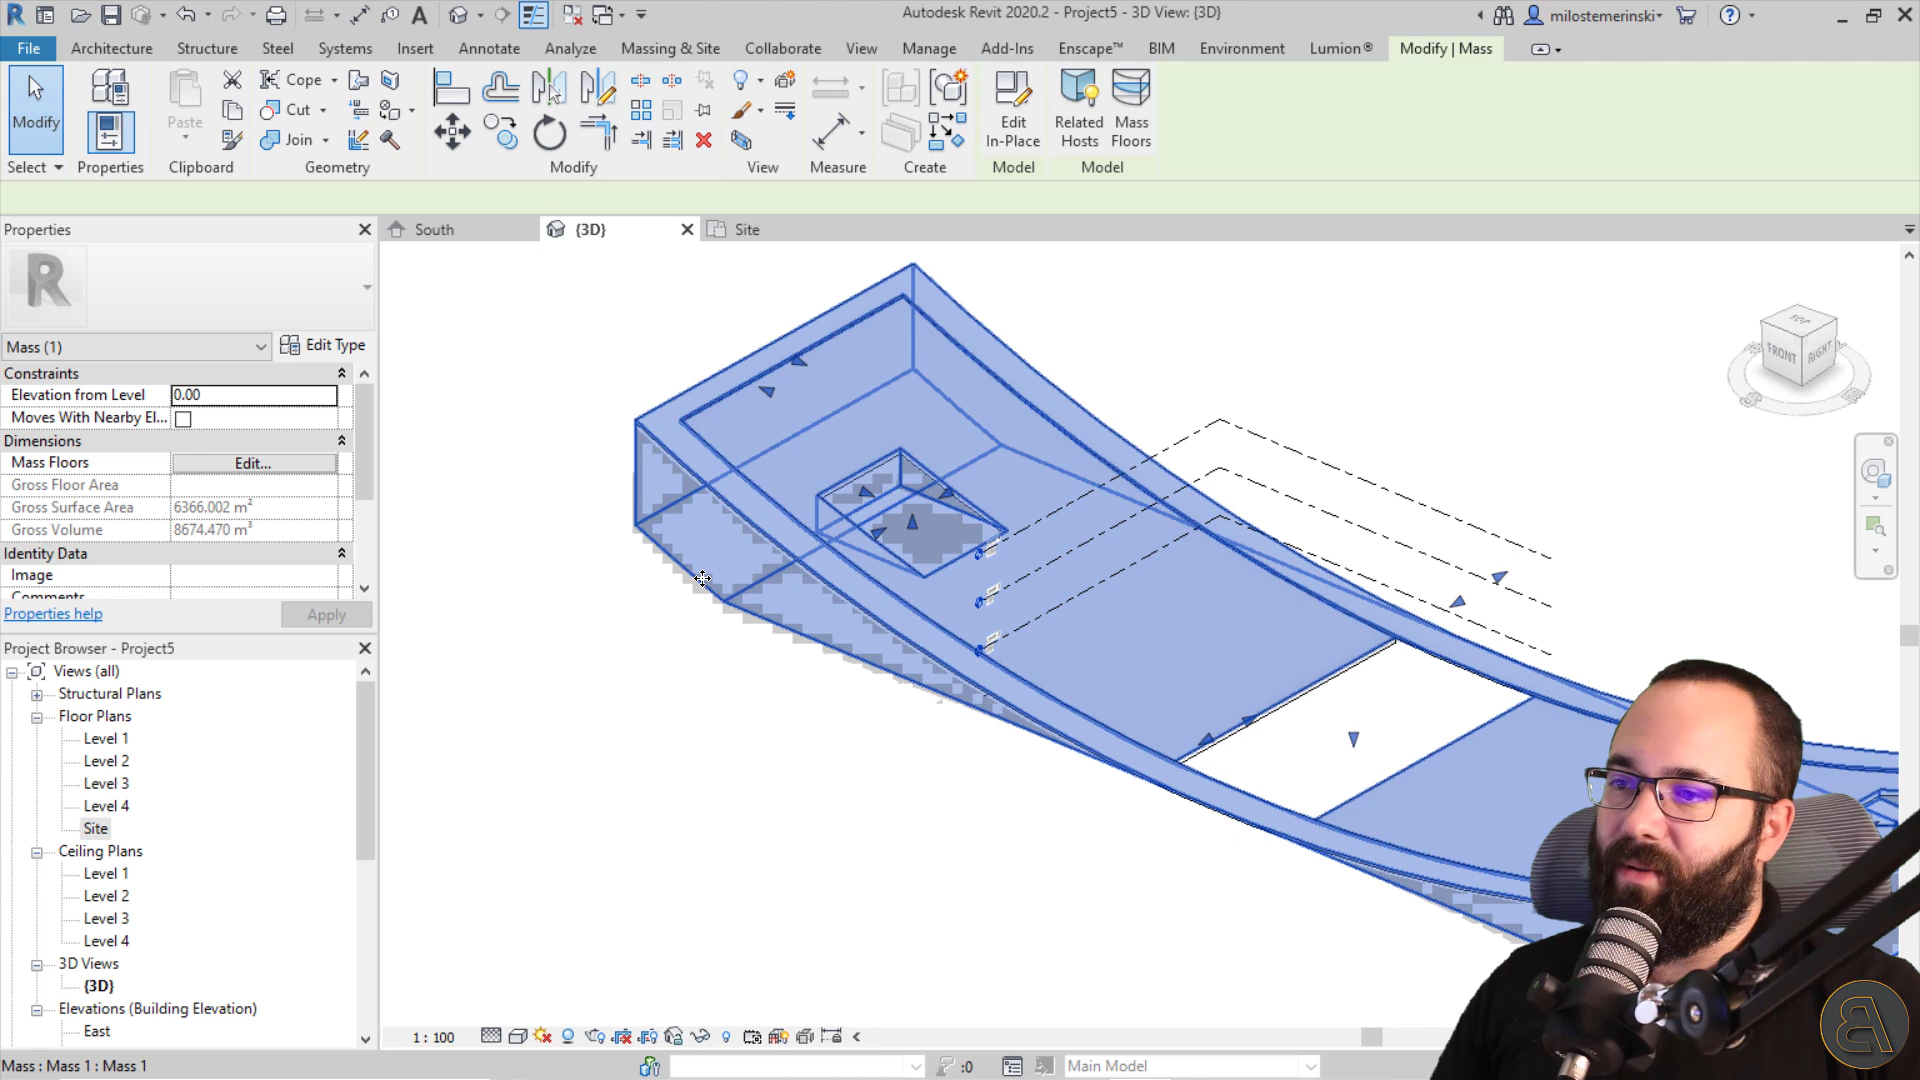 Autodesk Revit 2020.2 - Project5 - 3D View: {3D}
milostemerinski
File Architecture Structure Steel Systems Insert Annotate Analyze Massing & Site Collaborate View Manage Add-Ins Enscape™ BIM Environment Lumion® Modify | Mass
Modify
Paste
Cope
Cut
Join
Edit In-Place
Related Hosts
Mass Floors
Select Properties Clipboard Geometry Modify View Measure Create Model Model
Properties
South
{3D}
Site
R
Mass (1)
Edit Type
Constraints
Elevation from Level 0.00
Moves With Nearby El...
Dimensions
Mass Floors Edit...
Gross Floor Area
Gross Surface Area 6366.002 m²
Gross Volume 8674.470 m³
Identity Data
Image
Comments
Properties help
Apply
Project Browser - Project5
Views (all)
Structural Plans
Floor Plans
Level 1
Level 2
Level 3
Level 4
Site
Ceiling Plans
Level 1
Level 2
Level 3
Level 4
3D Views
{3D}
Elevations (Building Elevation)
East
TOP
FRONT
RIGHT
1 : 100
Mass : Mass 1 : Mass 1
:0
Main Model